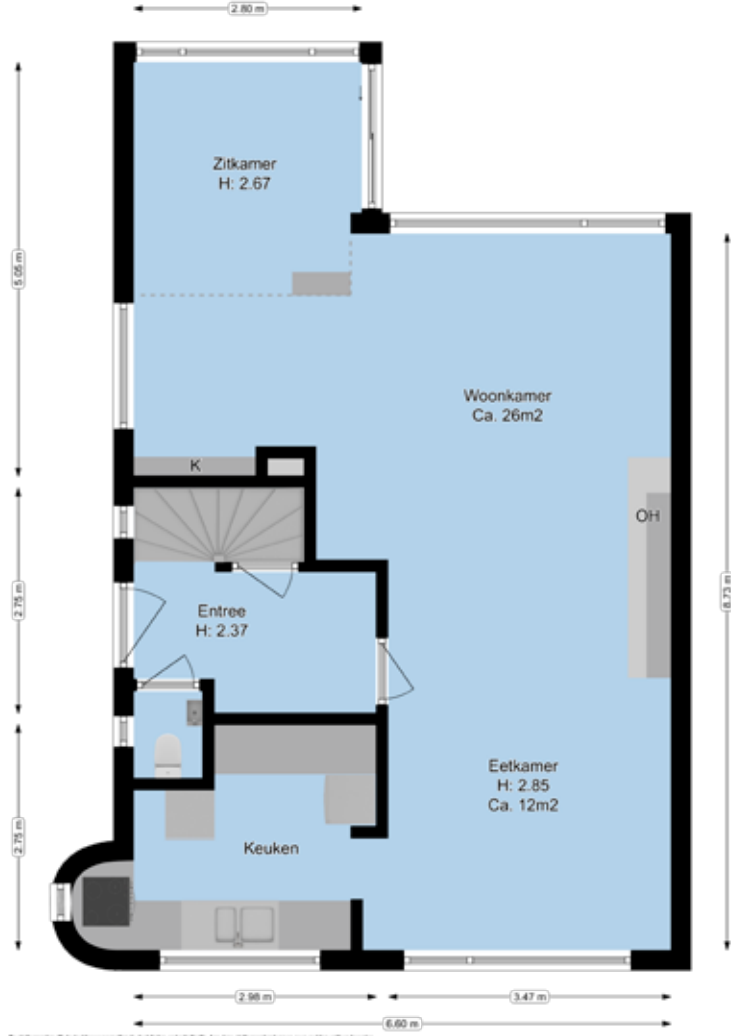 2.80 m
Zitkamer
H: 2.67
5.05 m
Woonkamer
Ca. 26m2
K
OH
8.73 m
2.75 m
Entree
H: 2.37
Eetkamer
H: 2.85
Ca. 12m2
2.75 m
Keuken
2.98 m
3.47 m
6.60 m